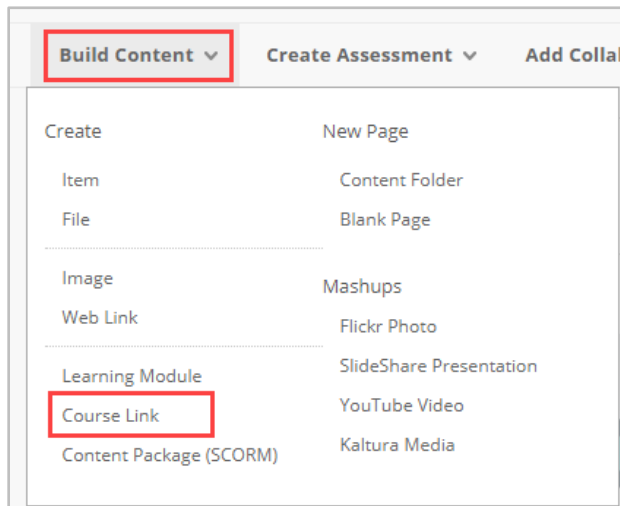 Build Content Create Assessment Add
Create
Item
File
Image
Web Link
Learning Module
Course Link
Content Package (SCORM)
New Page
Content Folder
Blank Page
Mashups
Flickr Photo
SlideShare Presentation
YouTube Video
Kaltura Media